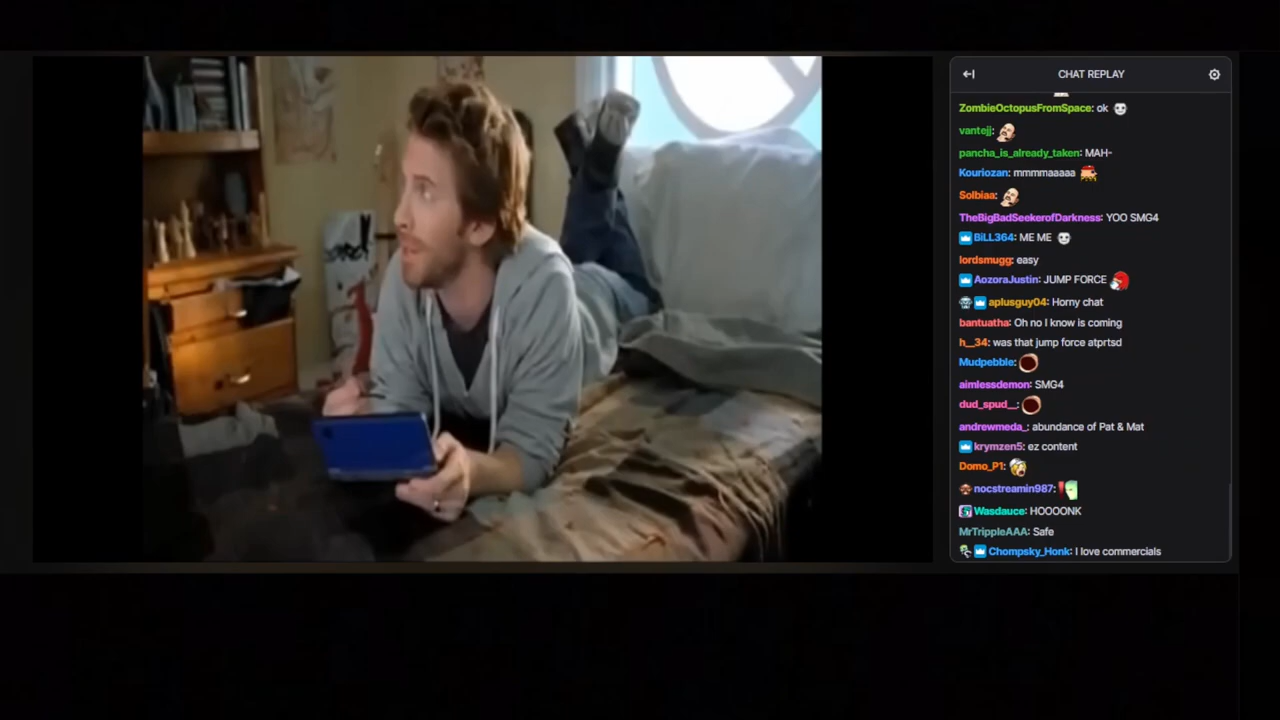 CHAT REPLAY
ZombieOctopusFromSpace: ok
vantejj:
pancha_is_already_taken: MAH-
Kouriozan: mmmmaaaaa
Solbiaa:
TheBigBadSeekerofDarkness: YOO SMG4
BiLL364: ME ME
lordsmugg: easy
AozoraJustin: JUMP FORCE
aplusguy04: Horny chat
bantuatha: Oh no I know is coming
h__34: was that jump force atprtsd
Mudpebble:
aimlessdemon: SMG4
dud_spud__:
andrewmeda_: abundance of Pat & Mat
krymzen5: ez content
Domo_P1:
nocstreamin987:
Wasdauce: HOOOONK
MrTrippleAAA: Safe
Chompsky_Honk: I love commercials